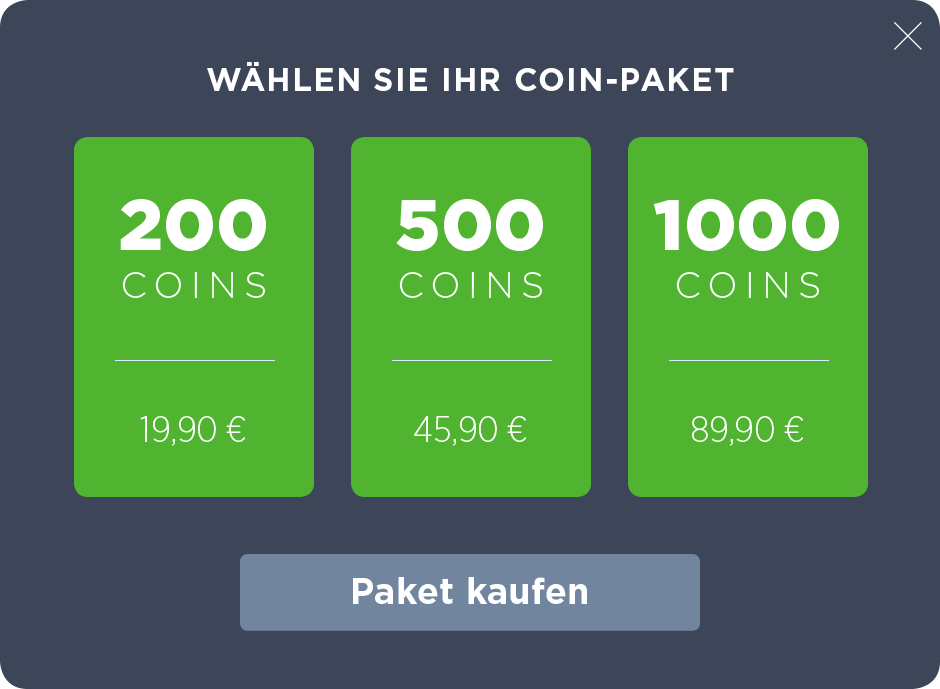 WÄHLEN SIE IHR COIN-PAKET
200
COINS
19,90 €
500
COINS
45,90 €
1000
COINS
89,90 €
Paket kaufen